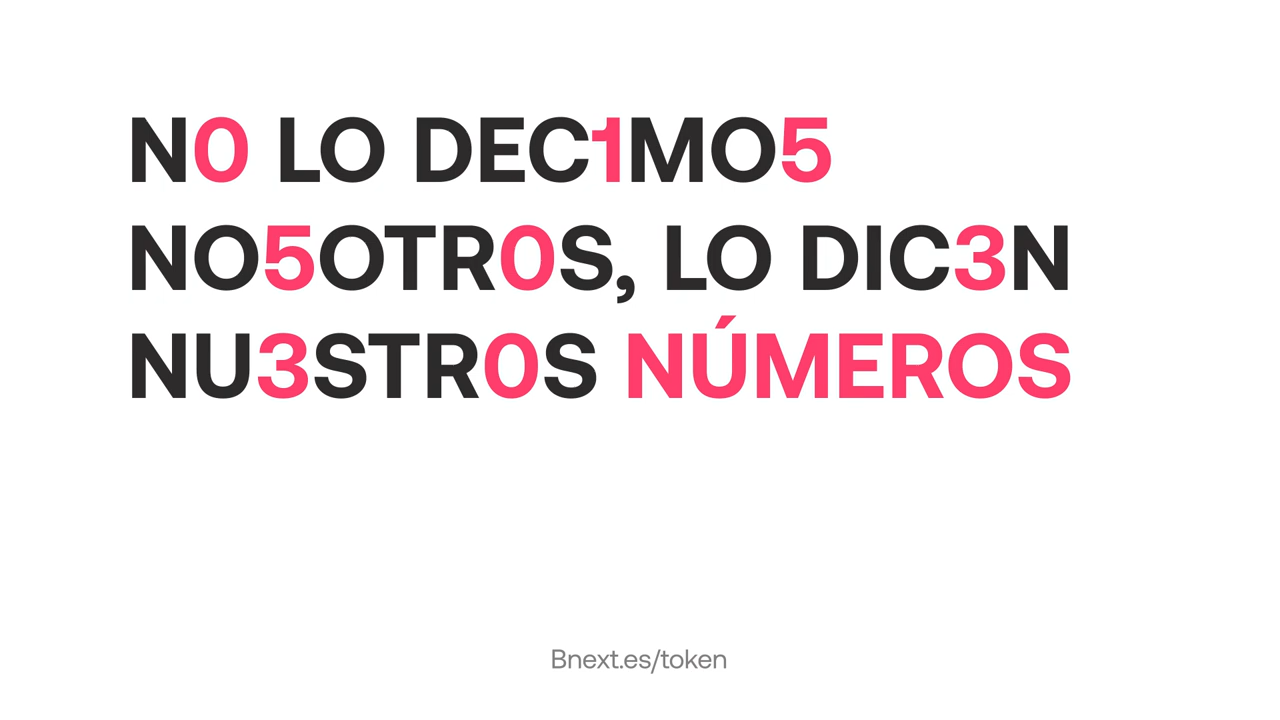 N0 LO DEC1MO5
NO5OTR0S, LO DIC3N
NU3STR0S NÚMEROS
Bnext.es/token